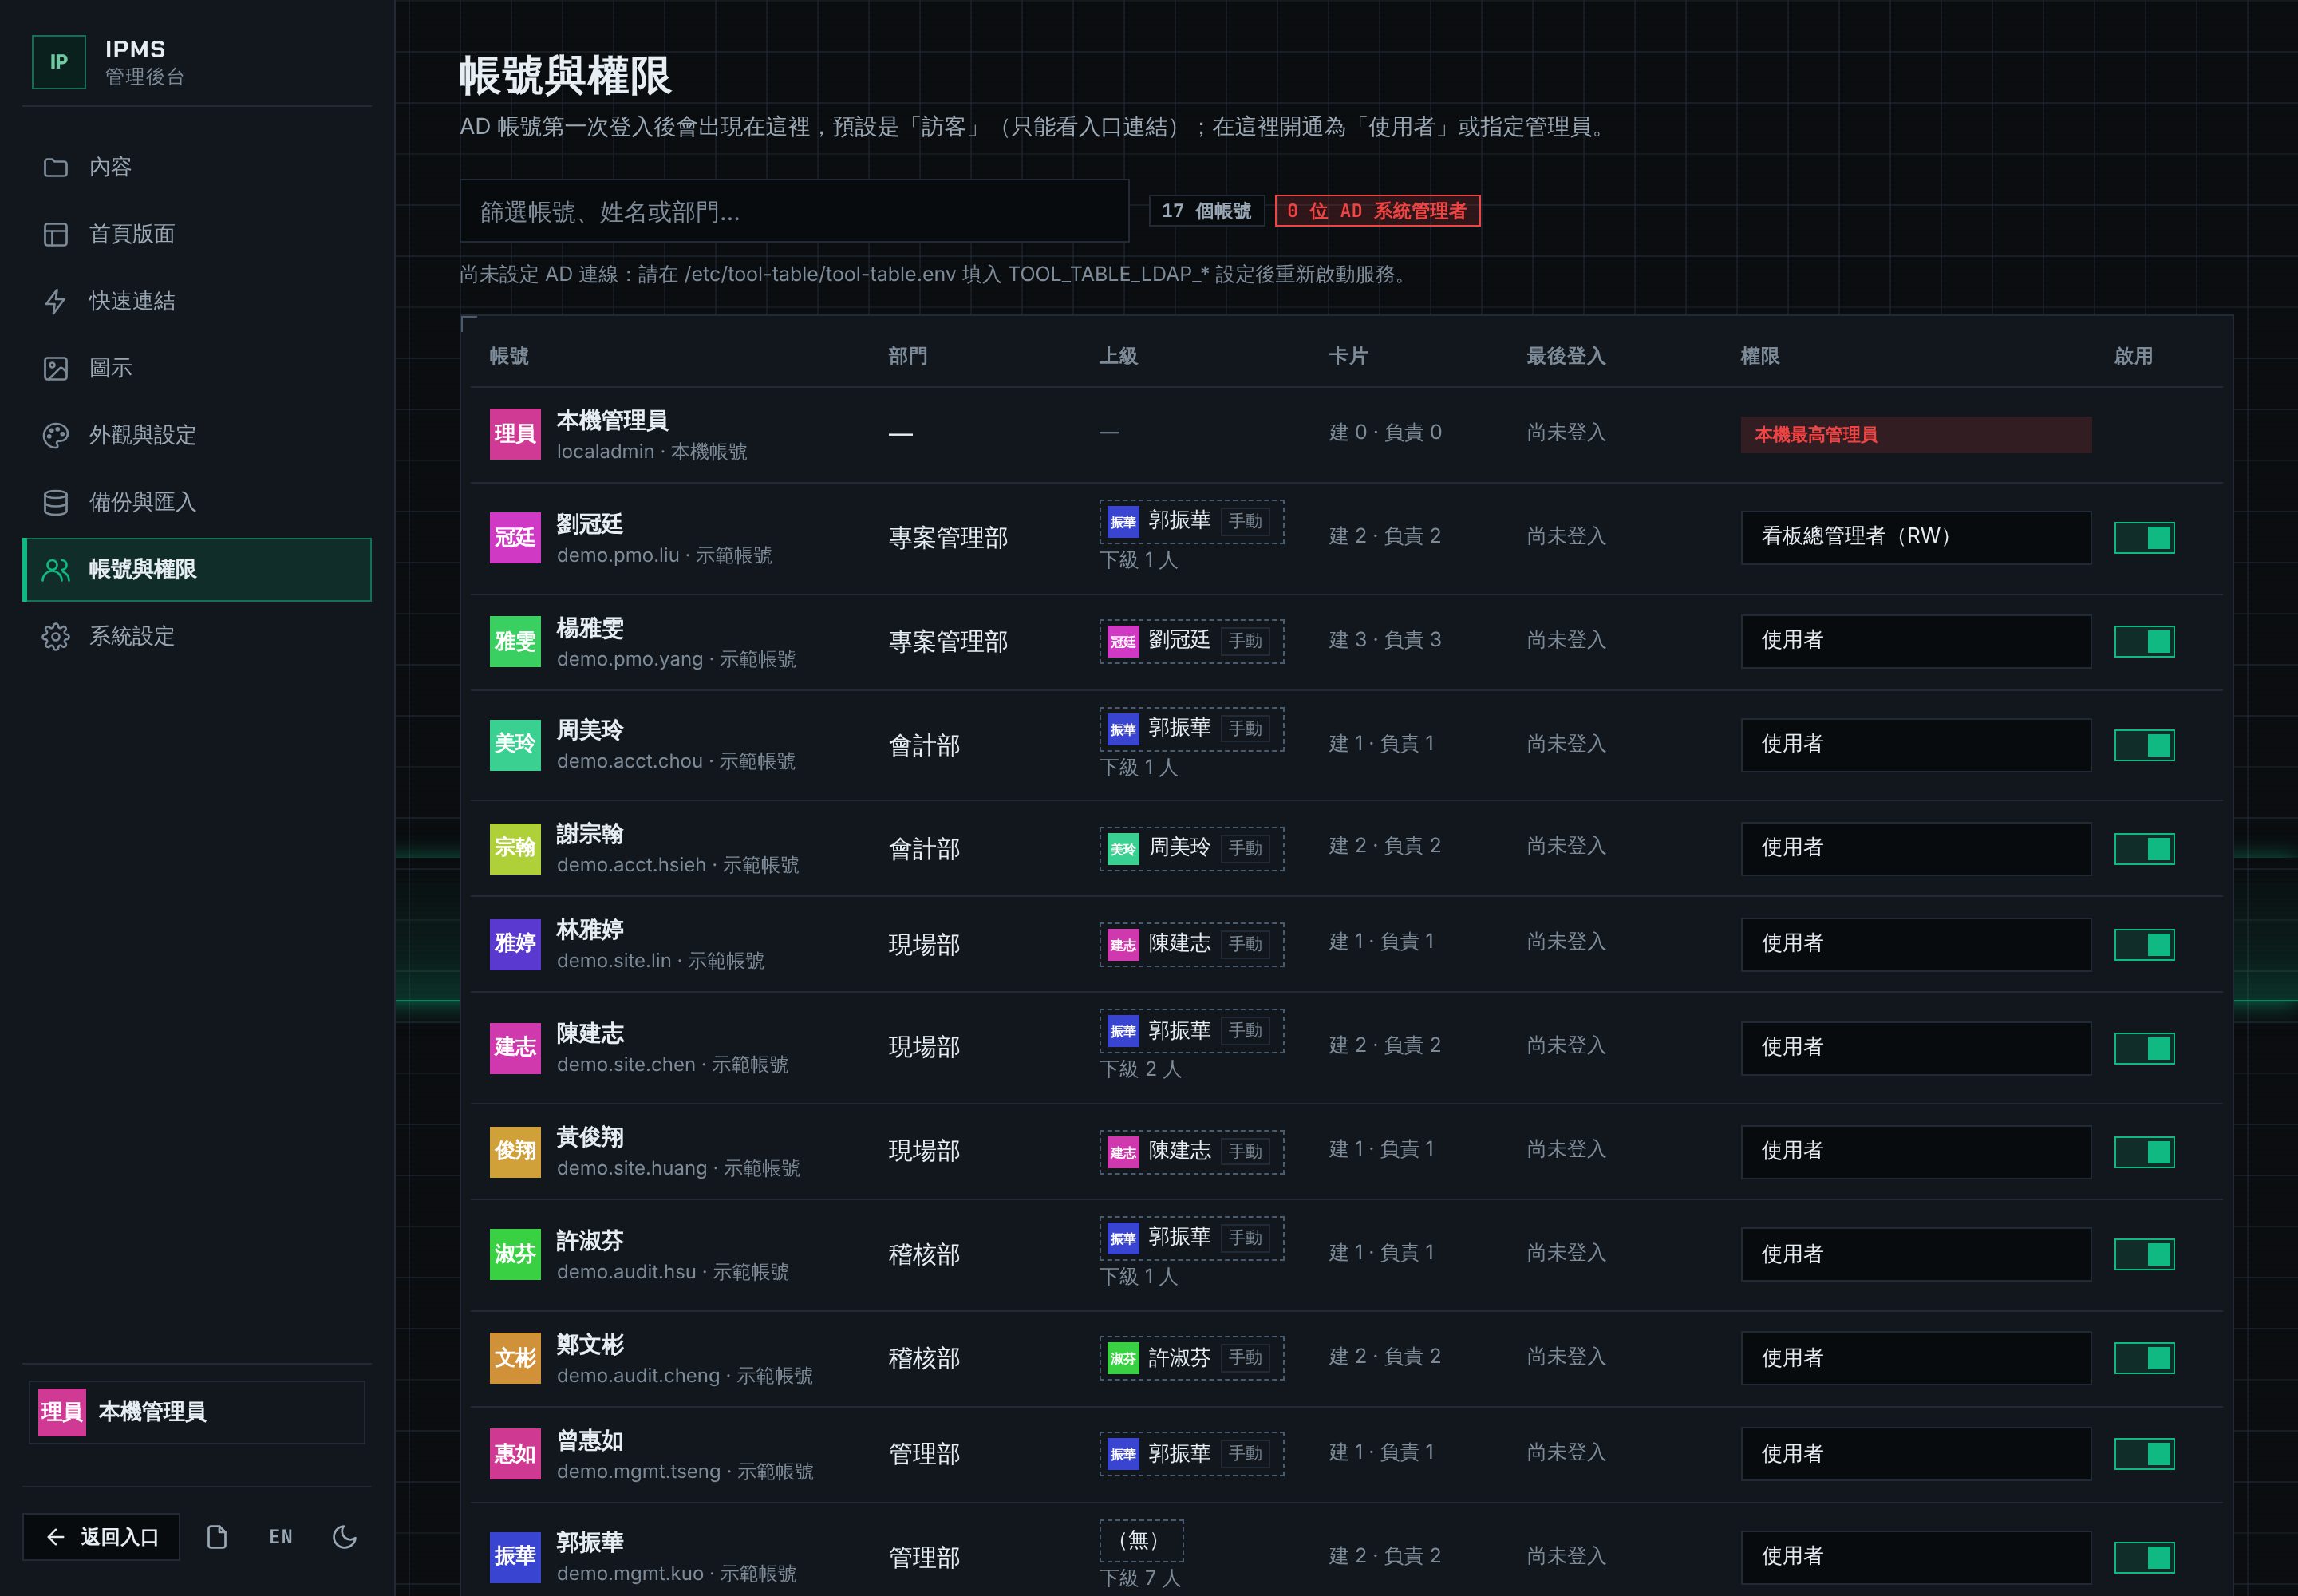 IP
IPMS
管理後台
內容
首頁版面
快速連結
圖示
外觀與設定
備份與匯入
帳號與權限
系統設定
理員 本機管理員
返回入口 EN
帳號與權限
AD 帳號第一次登入後會出現在這裡，預設是「訪客」（只能看入口連結）；在這裡開通為「使用者」或指定管理員。
篩選帳號、姓名或部門... 17 個帳號 0 位 AD 系統管理者
尚未設定 AD 連線：請在 /etc/tool-table/tool-table.env 填入 TOOL_TABLE_LDAP_* 設定後重新啟動服務。
帳號 部門 上級 卡片 最後登入 權限 啟用
理員 本機管理員 — — 建 0 · 負責 0 尚未登入 本機最高管理員
localadmin · 本機帳號
冠廷 劉冠廷 專案管理部 振華 郭振華 手動 建 2 · 負責 2 尚未登入 看板總管理者（RW）
demo.pmo.liu · 示範帳號 下級 1 人
雅雯 楊雅雯 專案管理部 冠廷 劉冠廷 手動 建 3 · 負責 3 尚未登入 使用者
demo.pmo.yang · 示範帳號
美玲 周美玲 會計部 振華 郭振華 手動 建 1 · 負責 1 尚未登入 使用者
demo.acct.chou · 示範帳號 下級 1 人
宗翰 謝宗翰 會計部 美玲 周美玲 手動 建 2 · 負責 2 尚未登入 使用者
demo.acct.hsieh · 示範帳號
雅婷 林雅婷 現場部 建志 陳建志 手動 建 1 · 負責 1 尚未登入 使用者
demo.site.lin · 示範帳號
建志 陳建志 現場部 振華 郭振華 手動 建 2 · 負責 2 尚未登入 使用者
demo.site.chen · 示範帳號 下級 2 人
俊翔 黃俊翔 現場部 建志 陳建志 手動 建 1 · 負責 1 尚未登入 使用者
demo.site.huang · 示範帳號
淑芬 許淑芬 稽核部 振華 郭振華 手動 建 1 · 負責 1 尚未登入 使用者
demo.audit.hsu · 示範帳號 下級 1 人
文彬 鄭文彬 稽核部 淑芬 許淑芬 手動 建 2 · 負責 2 尚未登入 使用者
demo.audit.cheng · 示範帳號
惠如 曾惠如 管理部 振華 郭振華 手動 建 1 · 負責 1 尚未登入 使用者
demo.mgmt.tseng · 示範帳號
振華 郭振華 管理部 （無） 建 2 · 負責 2 尚未登入 使用者
demo.mgmt.kuo · 示範帳號 下級 7 人